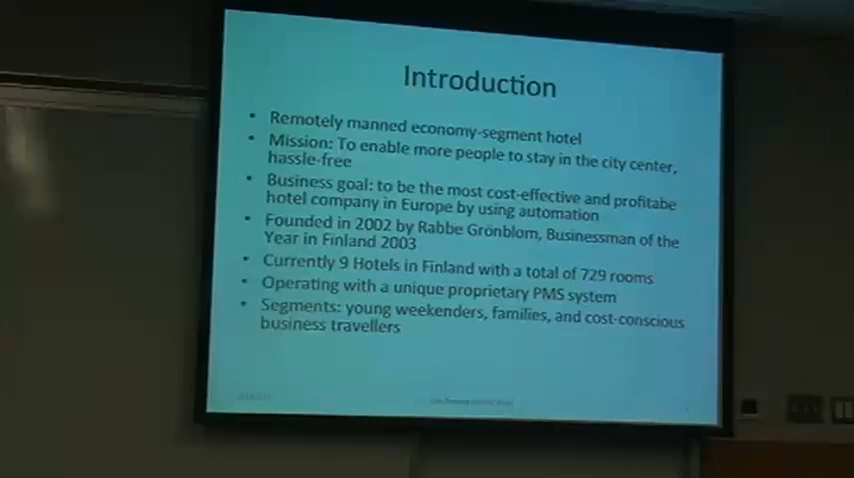 Introduction
• Remotely manned economy-segment hotel
• Mission: To enable more people to stay in the city center,
hassle-free
• Business goal: to be the most cost-effective and profitabe
hotel company in Europe by using automation
• Founded in 2002 by Rabbe Grönblom, Businessman of the
Year in Finland 2003
• Currently 9 Hotels in Finland with a total of 729 rooms
• Operating with a unique proprietary PMS system
• Segments: young weekenders, families, and cost-conscious
business travellers